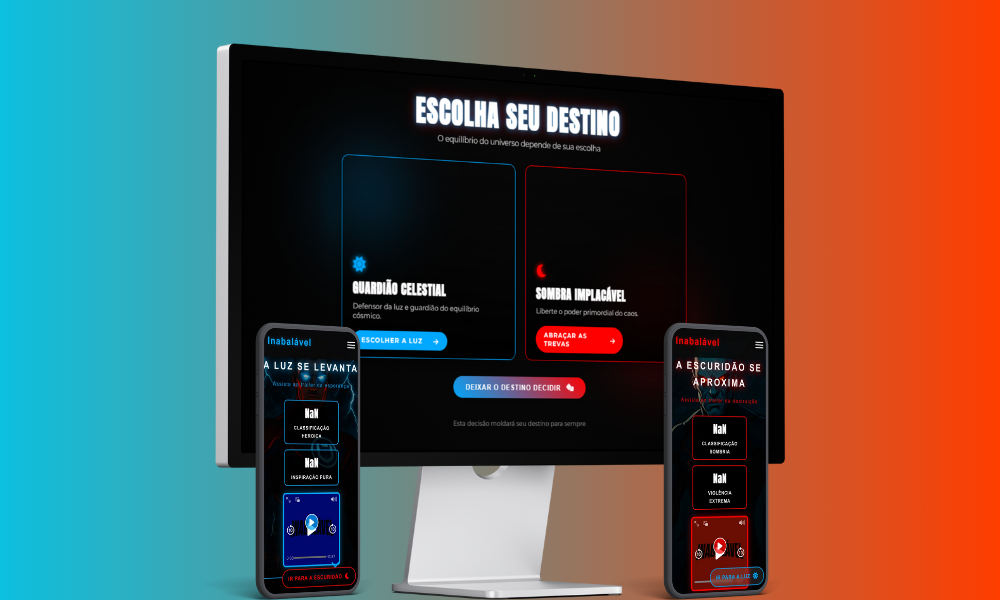 ESCOLHA SEU DESTINO
O equilíbrio do universo depende de sua escolha
GUARDIÃO CELESTIAL
Defensor da luz e guardião do equilíbrio
cósmico.
ESCOLHER A LUZ
SOMBRA IMPLACÁVEL
Liberte o poder primordial do caos.
ABRAÇAR AS
TREVAS
DEIXAR O DESTINO DECIDIR
Esta decisão moldará seu destino para sempre
Inabalável
A LUZ SE LEVANTA
NaN
CLASSIFICAÇÃO
HEROICA
NaN
INSPIRAÇÃO PURA
IR PARA A ESCURIDÃO
Inabalável
A ESCURIDÃO SE
APROXIMA
NaN
CLASSIFICAÇÃO
SOMBRIA
NaN
VIOLÊNCIA
EXTREMA
IR PARA A LUZ